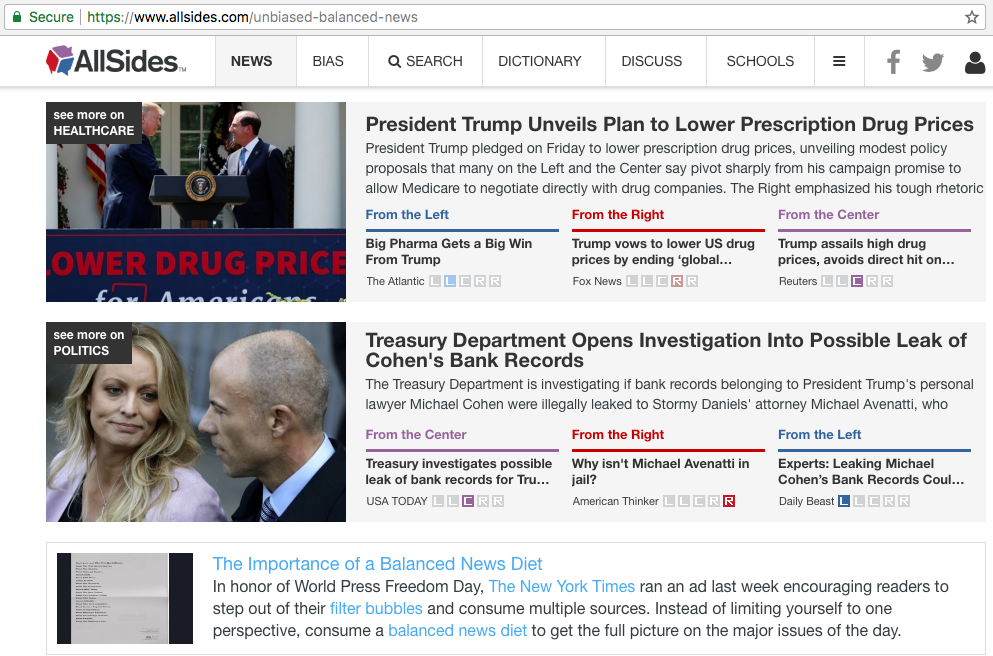 Secure https://www.allsides.com/unbiased-balanced-news
AllSides™ NEWS BIAS SEARCH DICTIONARY DISCUSS SCHOOLS
see more on
HEALTHCARE
LOWER DRUG PRICE
for Americans
President Trump Unveils Plan to Lower Prescription Drug Prices
President Trump pledged on Friday to lower prescription drug prices, unveiling modest policy
proposals that many on the Left and the Center say pivot sharply from his campaign promise to
allow Medicare to negotiate directly with drug companies. The Right emphasized his tough rhetoric
From the Left
Big Pharma Gets a Big Win
From Trump
The Atlantic L L C R R
From the Right
Trump vows to lower US drug
prices by ending ‘global...
Fox News L L C R R
From the Center
Trump assails high drug
prices, avoids direct hit on...
Reuters L L C R R
see more on
POLITICS
Treasury Department Opens Investigation Into Possible Leak of
Cohen's Bank Records
The Treasury Department is investigating if bank records belonging to President Trump's personal
lawyer Michael Cohen were illegally leaked to Stormy Daniels' attorney Michael Avenatti, who
From the Center
Treasury investigates possible
leak of bank records for Tru...
USA TODAY L L C R R
From the Right
Why isn't Michael Avenatti in
jail?
American Thinker L L C R R
From the Left
Experts: Leaking Michael
Cohen’s Bank Records Coul...
Daily Beast L L C R R
The Importance of a Balanced News Diet
In honor of World Press Freedom Day, The New York Times ran an ad last week encouraging readers to
step out of their filter bubbles and consume multiple sources. Instead of limiting yourself to one
perspective, consume a balanced news diet to get the full picture on the major issues of the day.